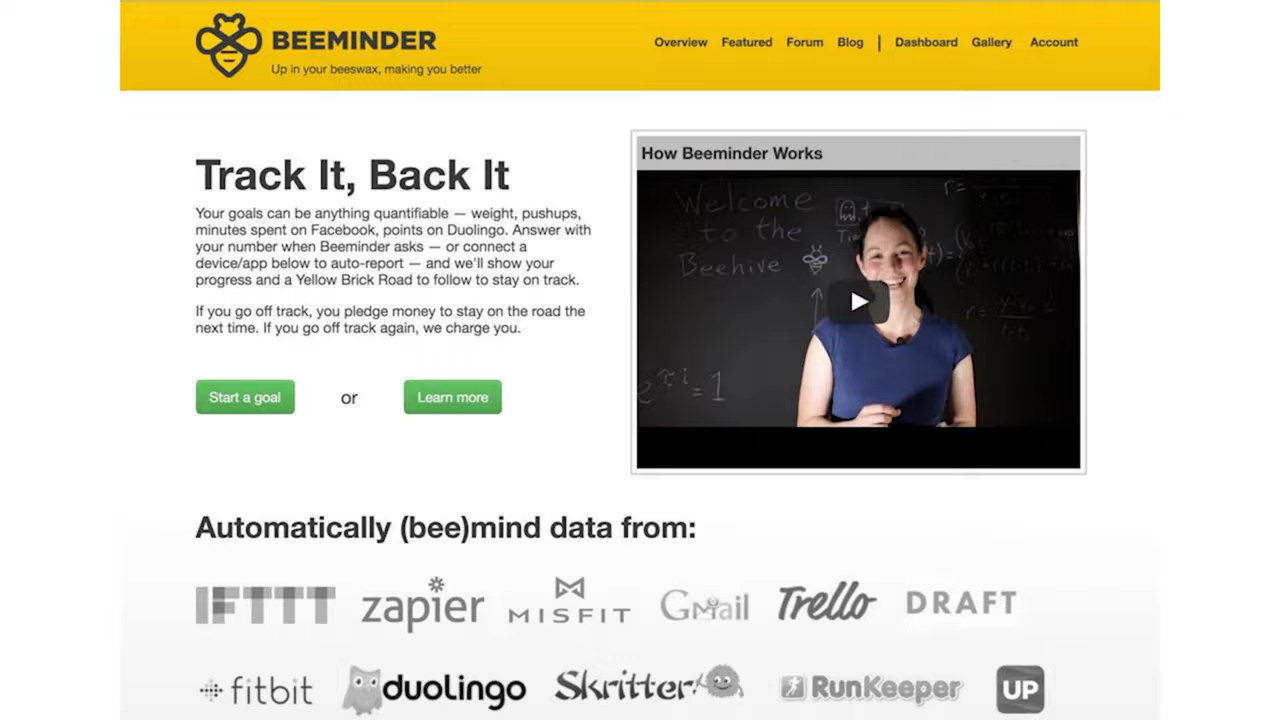 BEEMINDER
Up in your beeswax, making you better
Overview Featured Forum Blog | Dashboard Gallery Account
Track It, Back It
Your goals can be anything quantifiable — weight, pushups,
minutes spent on Facebook, points on Duolingo. Answer with
your number when Beeminder asks — or connect a
device/app below to auto-report — and we'll show your
progress and a Yellow Brick Road to follow to stay on track.
If you go off track, you pledge money to stay on the road the
next time. If you go off track again, we charge you.
Start a goal or Learn more
How Beeminder Works
Welcome
to the
Beehive
Automatically (bee)mind data from:
IFTTT zapier MISFIT Gmail Trello DRAFT
fitbit duolingo Skritter RunKeeper UP